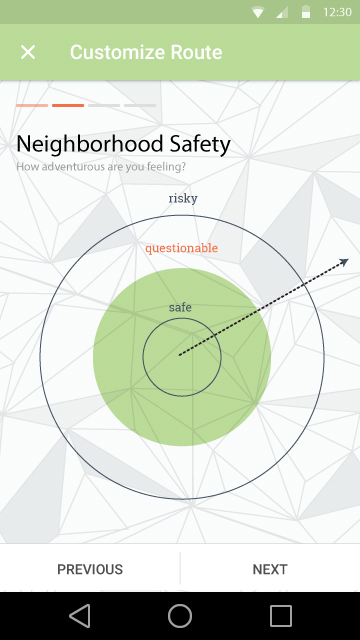 12:30
Customize Route
Neighborhood Safety
How adventurous are you feeling?
risky
questionable
safe
PREVIOUS
NEXT